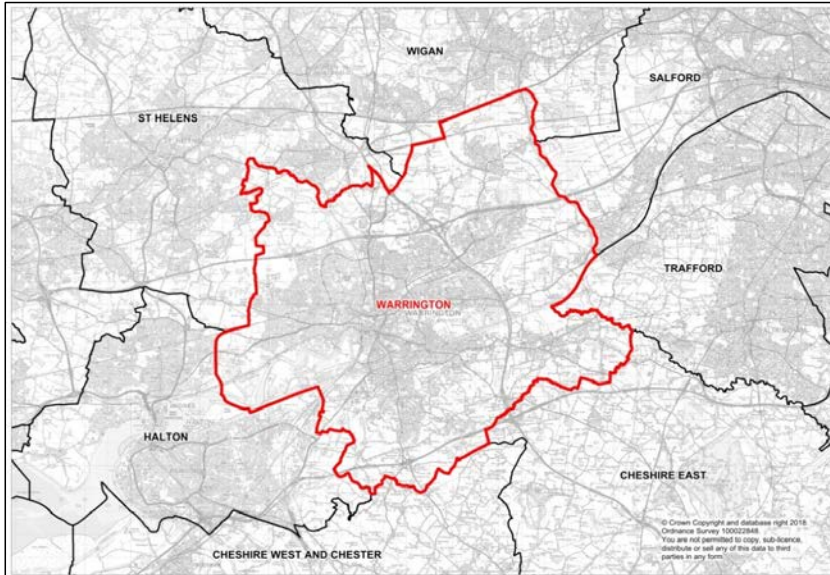 WIGAN
SALFORD
ST HELENS
TRAFFORD
WARRINGTON
WARRINGTON
HALTON
CHESHIRE EAST
© Crown Copyright and database right 2018
Ordnance Survey 100022848.
You are not permitted to copy, sub-licence,
distribute or sell any of this data to third
parties in any form.
CHESHIRE WEST AND CHESTER